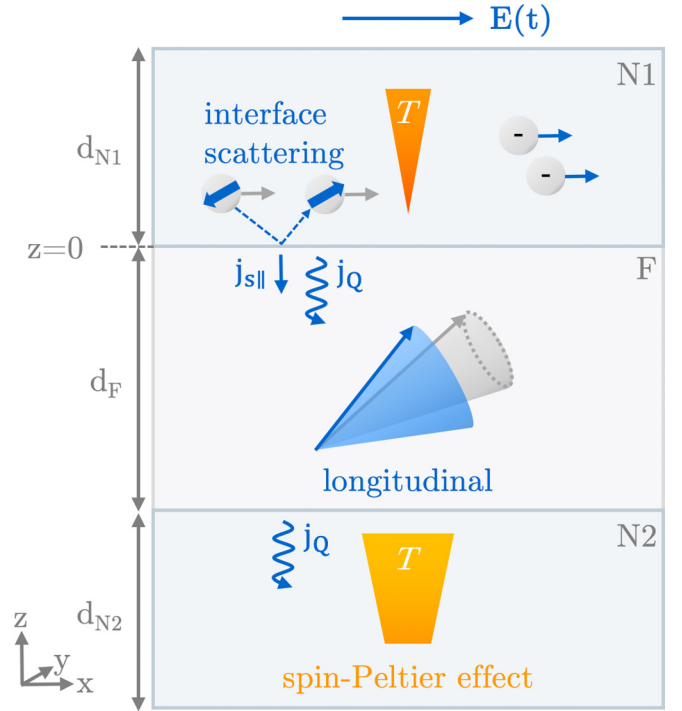 E(t)
N1
interface
scattering
T
-
-
d_N1
z=0
j_s∥
j_Q
F
d_F
longitudinal
N2
j_Q
T
d_N2
z
y
x
spin-Peltier effect